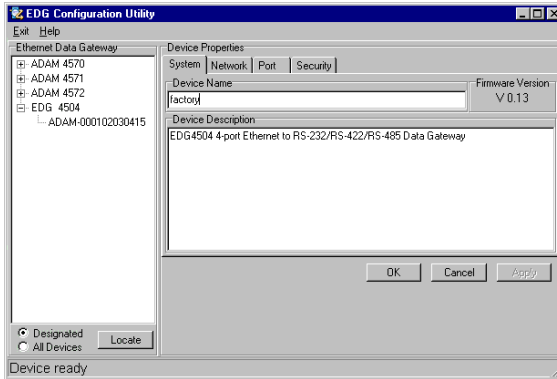 EDG Configuration Utility
Exit Help
Ethernet Data Gateway
ADAM 4570
ADAM 4571
ADAM 4572
EDG 4504
ADAM-000102030415
Designated
All Devices
Locate
Device Properties
System Network Port Security
Device Name
factory
Firmware Version
V 0.13
Device Description
EDG4504 4-port Ethernet to RS-232/RS-422/RS-485 Data Gateway
OK Cancel Apply
Device ready